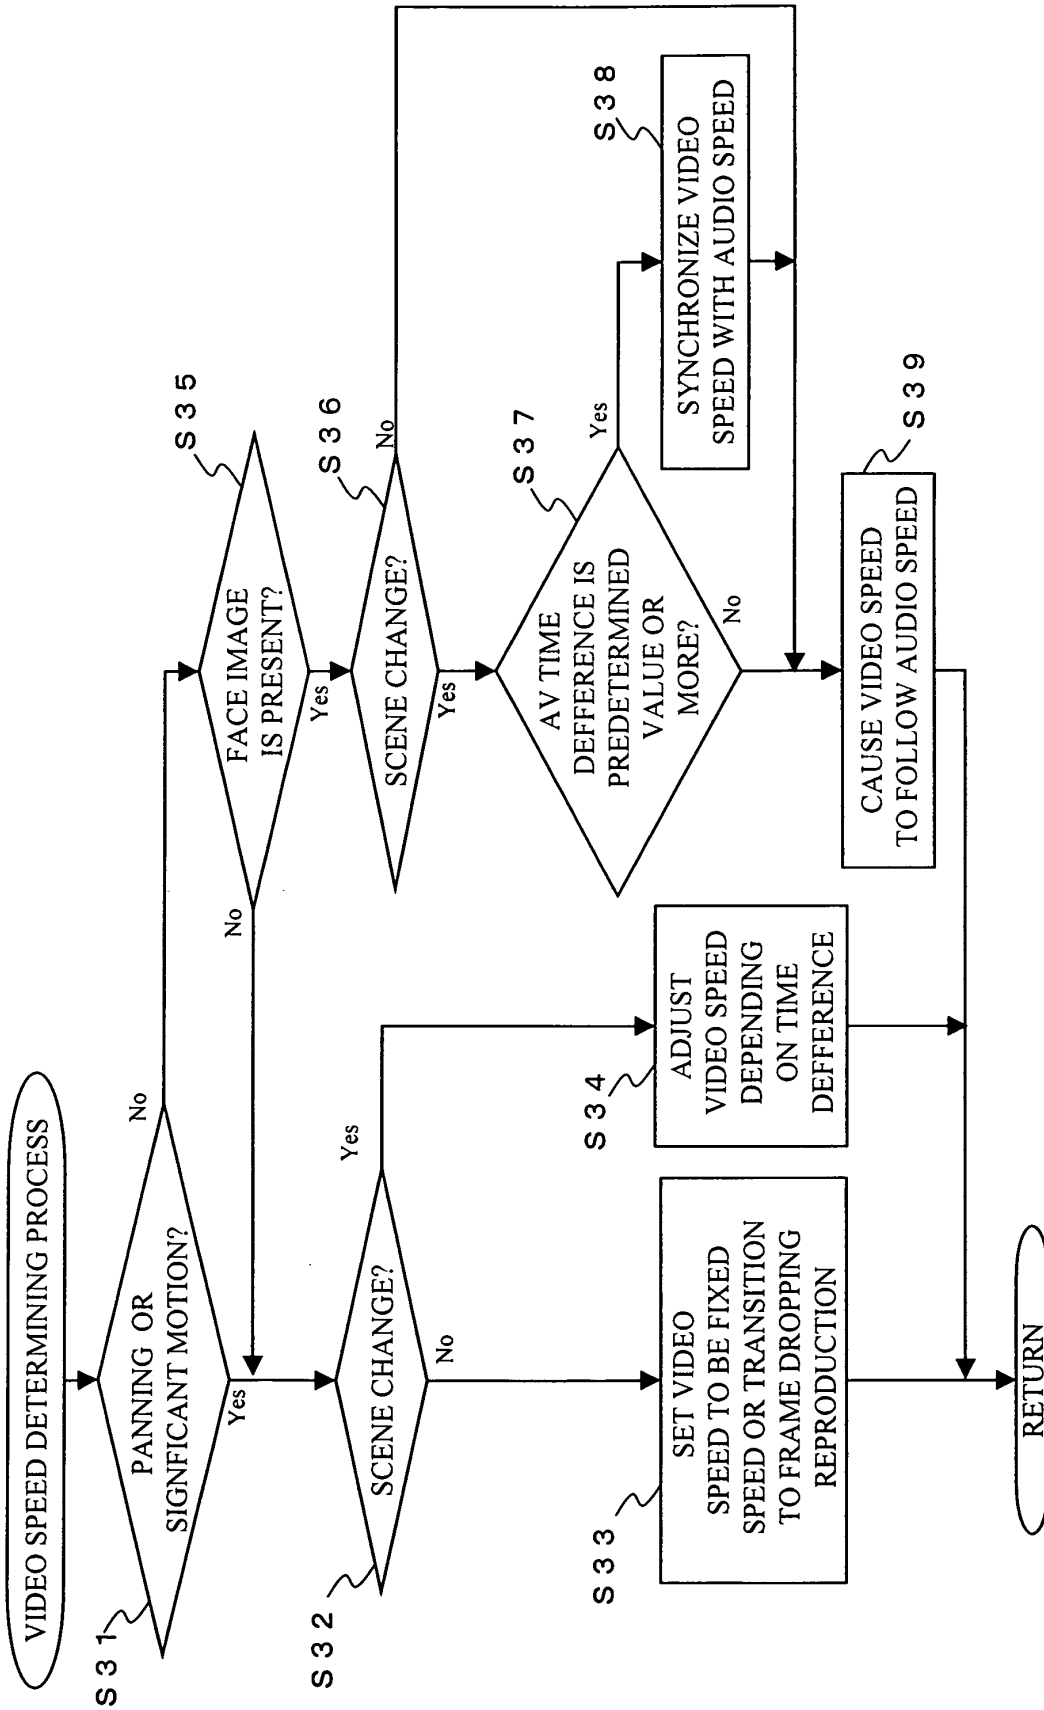 VIDEO SPEED DETERMINING PROCESS
S31
PANNING OR
SIGNFICANT MOTION?
No
Yes
S35
FACE IMAGE
IS PRESENT?
No
Yes
S32
SCENE CHANGE?
Yes
No
S36
SCENE CHANGE?
No
Yes
S37
AV TIME
DEFFERENCE IS
PREDETERMINED
VALUE OR
MORE?
Yes
No
S38
SYNCHRONIZE VIDEO
SPEED WITH AUDIO SPEED
S33
SET VIDEO
SPEED TO BE FIXED
SPEED OR TRANSITION
TO FRAME DROPPING
REPRODUCTION
S34
ADJUST
VIDEO SPEED
DEPENDING
ON TIME
DEFFERENCE
S39
CAUSE VIDEO SPEED
TO FOLLOW AUDIO SPEED
RETURN